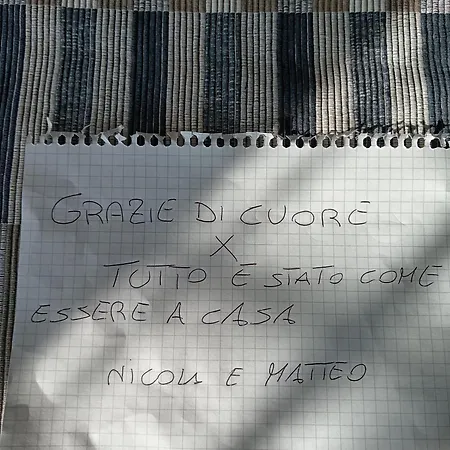 GRAZIE DI CUORE
X
TUTTO È STATO COME
ESSERE A CASA
NICOLA E MATTEO